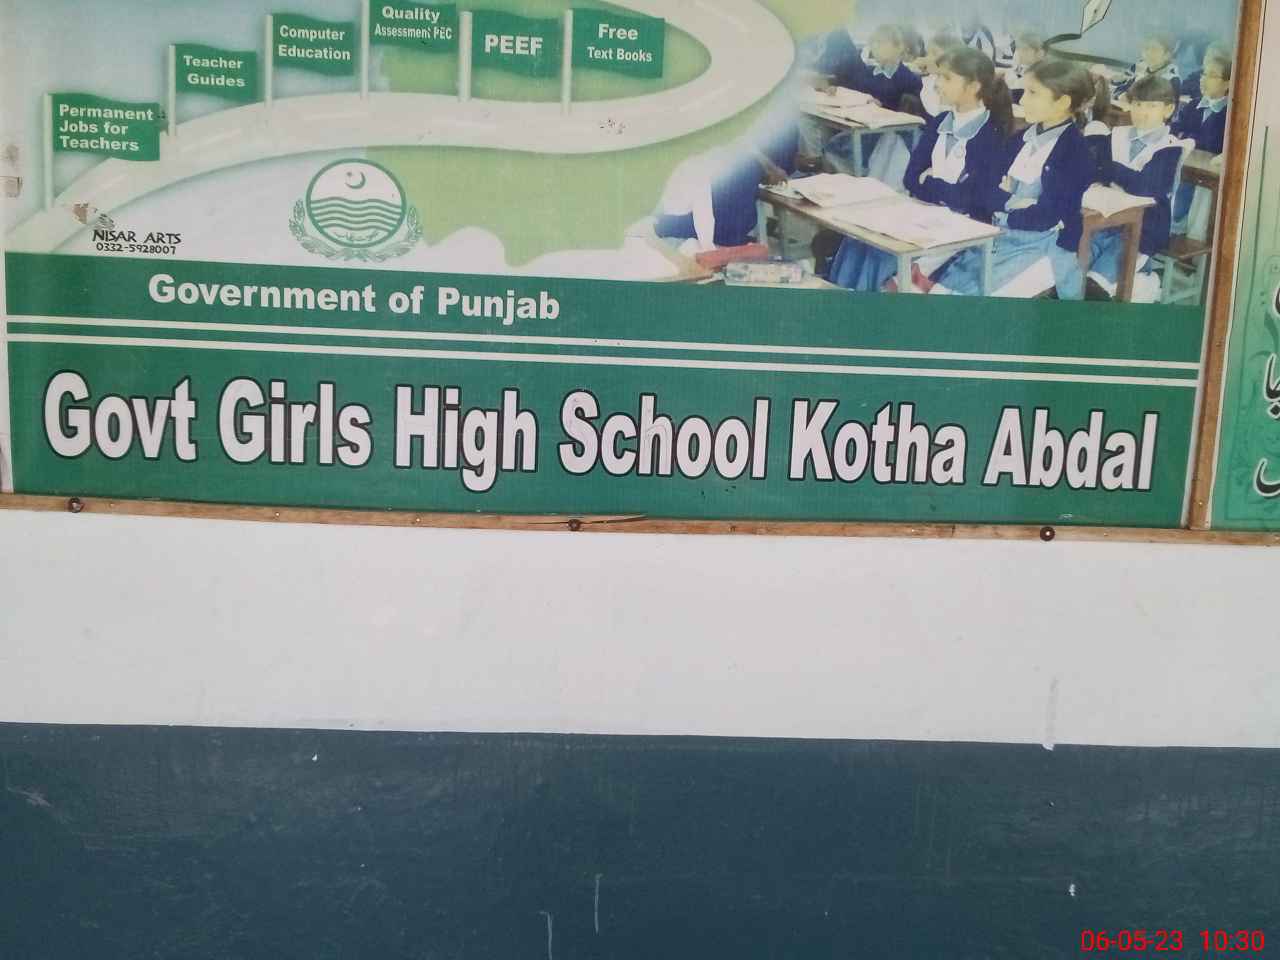 Permanent
Jobs for
Teachers
Teacher
Guides
Computer
Education
Quality
Assessment PEC
PEEF
Free
Text Books
NISAR ARTS
0332-5928007
Government of Punjab
Govt Girls High School Kotha Abdal
06-05-23 10:30